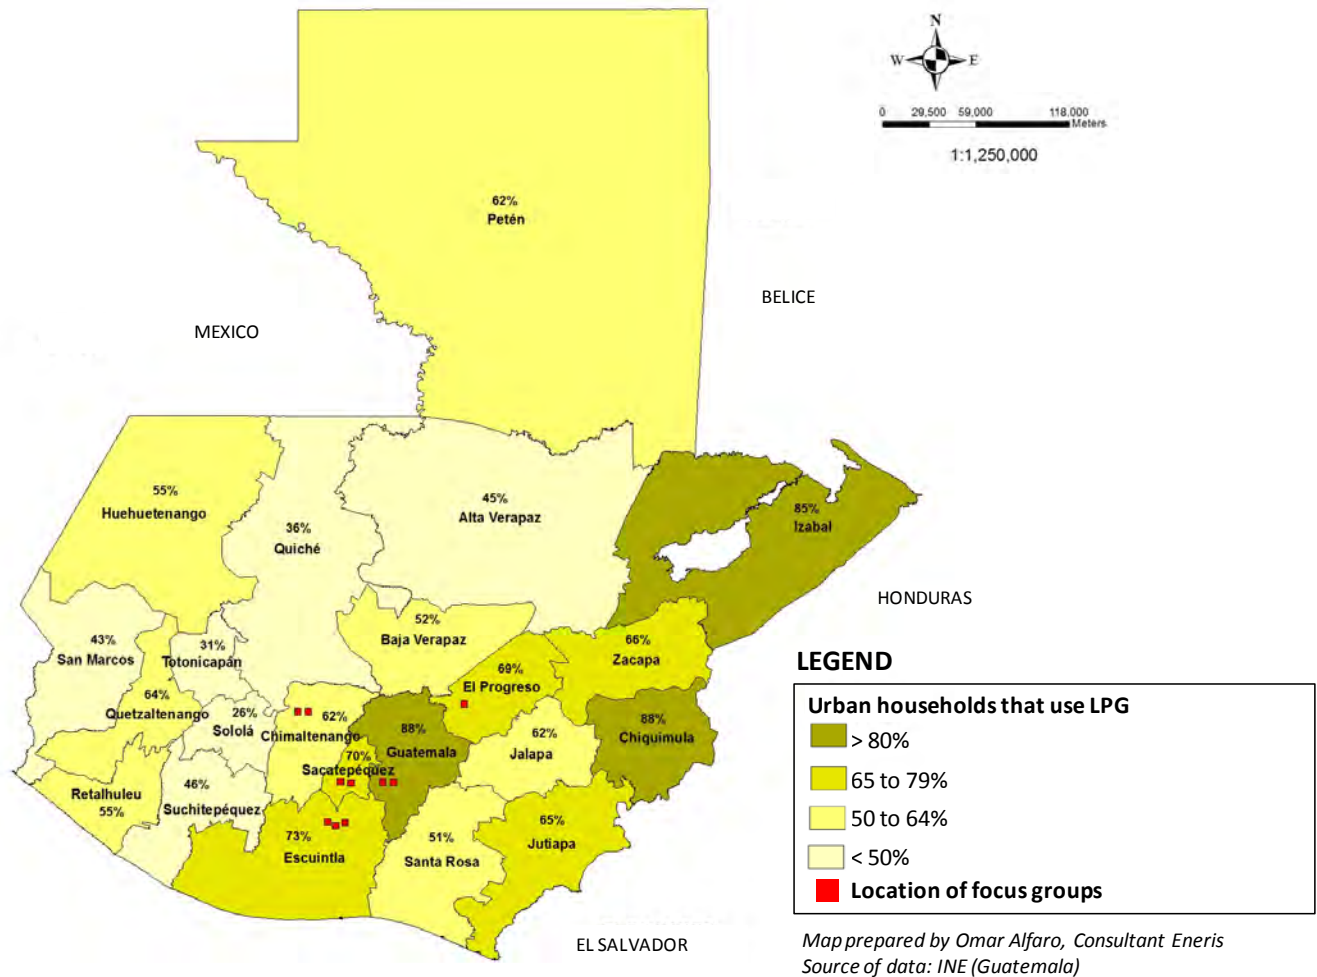 N
W E
S
0 29,500 59,000 118,000
Meters
1:1,250,000
62%
Petén
BELICE
MEXICO
55%
Huehuetenango
36%
Quiché
45%
Alta Verapaz
85%
Izabal
HONDURAS
43%
San Marcos
31%
Totonicapán
52%
Baja Verapaz
66%
Zacapa
69%
El Progreso
64%
Quetzaltenango
26%
Sololá
62%
Chimaltenango
88%
Guatemala
62%
Jalapa
88%
Chiquimula
70%
Sacatepéquez
Retalhuleu
55%
46%
Suchitepéquez
73%
Escuintla
51%
Santa Rosa
65%
Jutiapa
EL SALVADOR
LEGEND
Urban households that use LPG
> 80%
65 to 79%
50 to 64%
< 50%
Location of focus groups
Map prepared by Omar Alfaro, Consultant Eneris
Source of data: INE (Guatemala)